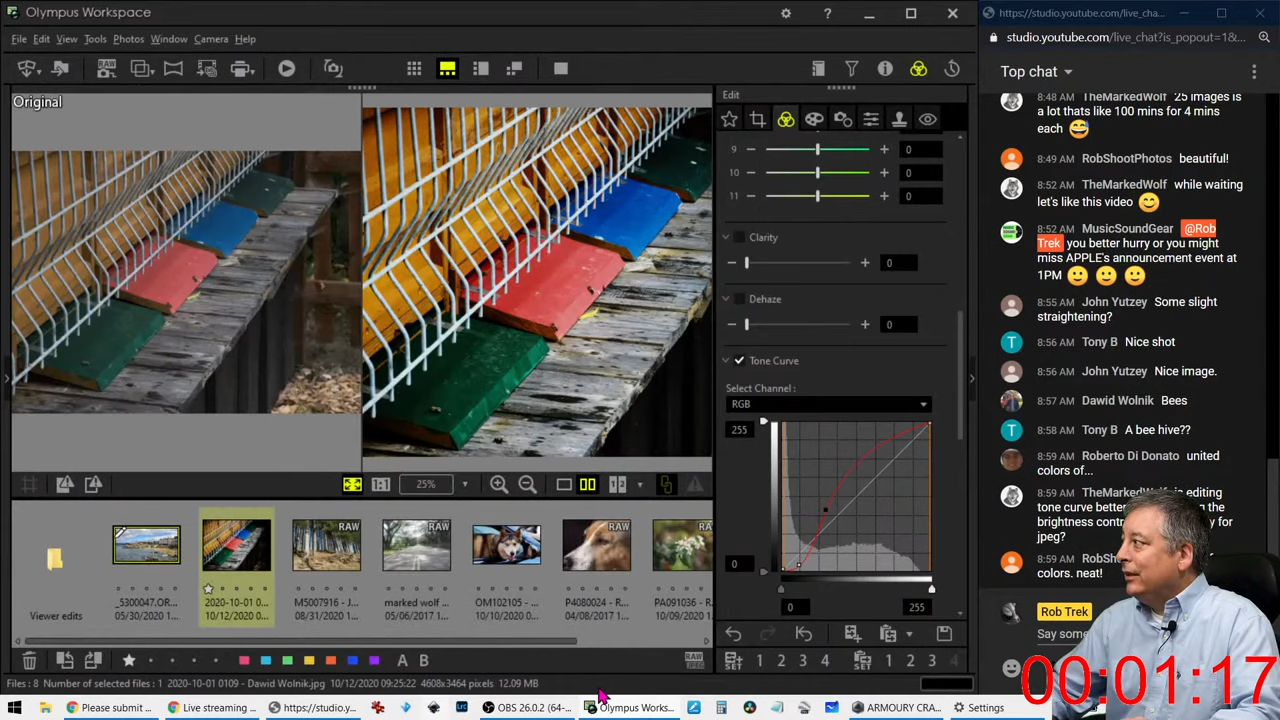 Olympus Workspace
https://studio.youtube.com/live_cha...
File Edit View Tools Photos Window Camera Help
studio.youtube.com/live_chat?is_popout=1&...
Top chat
Original
Edit
9 0
10 0
11 0
Clarity
0
Dehaze
0
Tone Curve
Select Channel :
RGB
255
0
0 255
1:1 25%
RAW RAW RAW RAW
Viewer edits
_5300047.OR...
05/30/2020 1...
2020-10-01 0...
10/12/2020 0...
M5007916 - J...
08/31/2020 1...
marked wolf ...
05/06/2017 1...
OM102105 - ...
10/10/2020 1...
P4080024 - R...
04/08/2017 1...
PA091036 - R...
10/09/2020 1...
A B
SET 1 2 3 4 SET 1 2 3 4
Files : 8 Number of selected files : 1 2020-10-01 0109 - Dawid Wolnik.jpg 10/12/2020 09:25:22 4608x3464 pixels 12.09 MB
8:48 AM TheMarkedWolf 25 images is
a lot thats like 100 mins for 4 mins
each
8:49 AM RobShootPhotos beautiful!
8:52 AM TheMarkedWolf while waiting
let's like this video
8:52 AM MusicSoundGear @Rob
Trek you better hurry or you might
miss APPLE's announcement event at
1PM
8:55 AM John Yutzey Some slight
straightening?
8:56 AM Tony B Nice shot
8:56 AM John Yutzey Nice image.
8:57 AM Dawid Wolnik Bees
8:58 AM Tony B A bee hive??
8:59 AM Roberto Di Donato united
colors of...
8:59 AM TheMarkedWolf is editing
tone curve better
the brightness contr
jpeg?
8:59 AM RobSh
colors. neat!
Rob Trek
Say some
00:01:17
Please submit ... Live streaming ... https://studio.y... Lrc OBS 26.0.2 (64-... Olympus Works... ARMOURY CRA... Settings